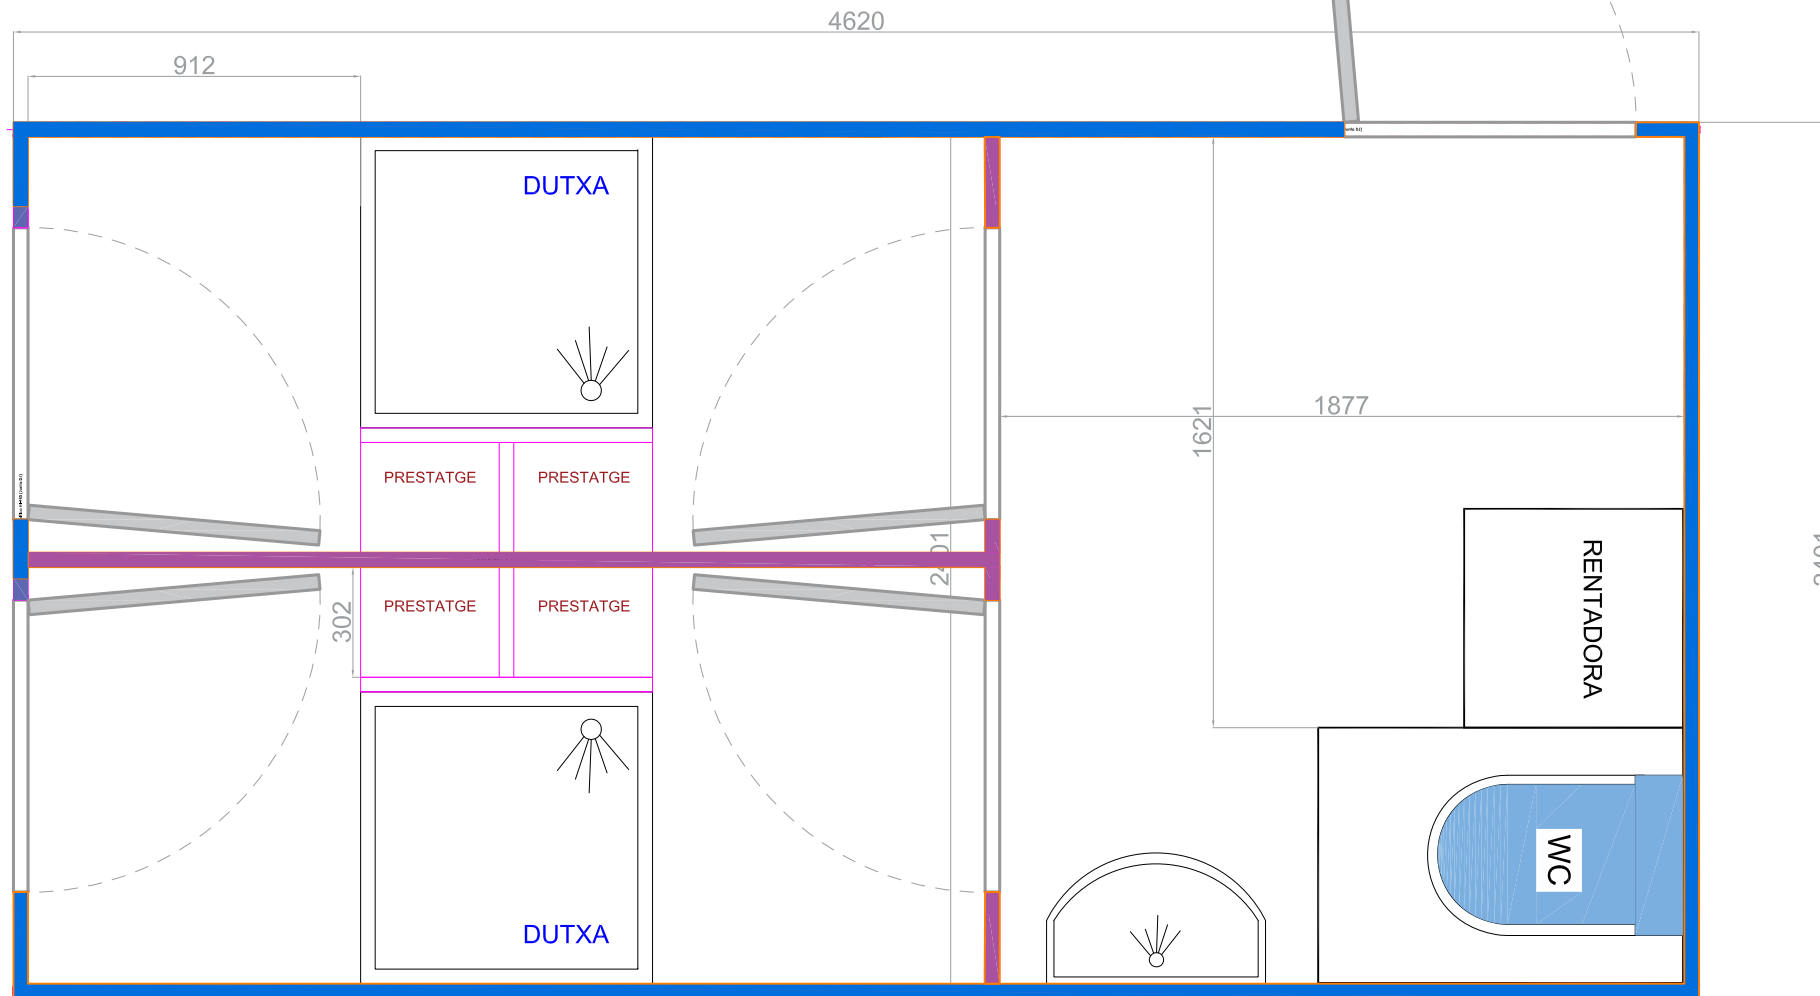 4620
912
DUTXA
1877
1621
PRESTATGE PRESTATGE
RENTADORA
PRESTATGE PRESTATGE
302
WC
DUTXA